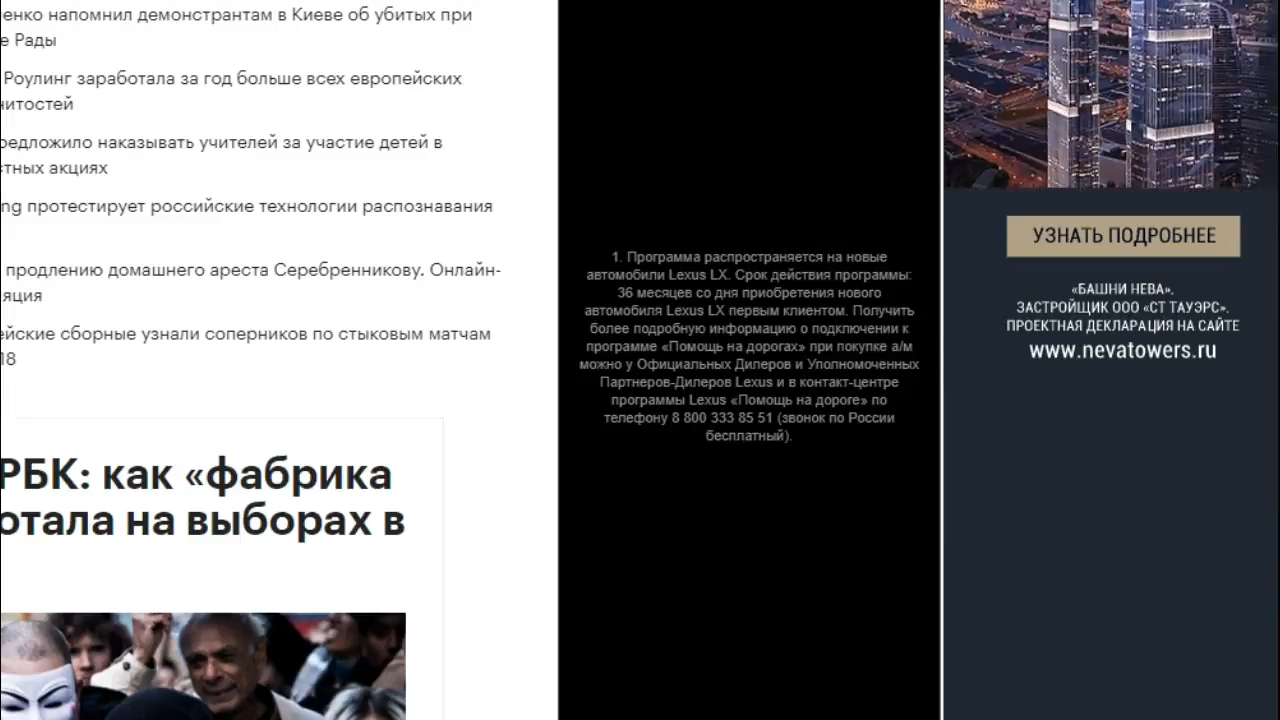 енко напомнил демонстрантам в Киеве об убитых при
е Рады
Роулинг заработала за год больше всех европейских
итостей
редложило наказывать учителей за участие детей в
стных акциях
ng протестирует российские технологии распознавания
продлению домашнего ареста Серебренникову. Онлайн-
яция
ейские сборные узнали соперников по стыковым матчам
18
РБК: как «фабрика
отала на выборах в
1. Программа распространяется на новые
автомобили Lexus LX. Срок действия программы:
36 месяцев со дня приобретения нового
автомобиля Lexus LX первым клиентом. Получить
более подробную информацию о подключении к
программе «Помощь на дорогах» при покупке а/м
можно у Официальных Дилеров и Уполномоченных
Партнеров-Дилеров Lexus и в контакт-центре
программы Lexus «Помощь на дороге» по
телефону 8 800 333 85 51 (звонок по России
бесплатный).
УЗНАТЬ ПОДРОБНЕЕ
«БАШНИ НЕВА».
ЗАСТРОЙЩИК ООО «СТ ТАУЭРС».
ПРОЕКТНАЯ ДЕКЛАРАЦИЯ НА САЙТЕ
www.nevatowers.ru